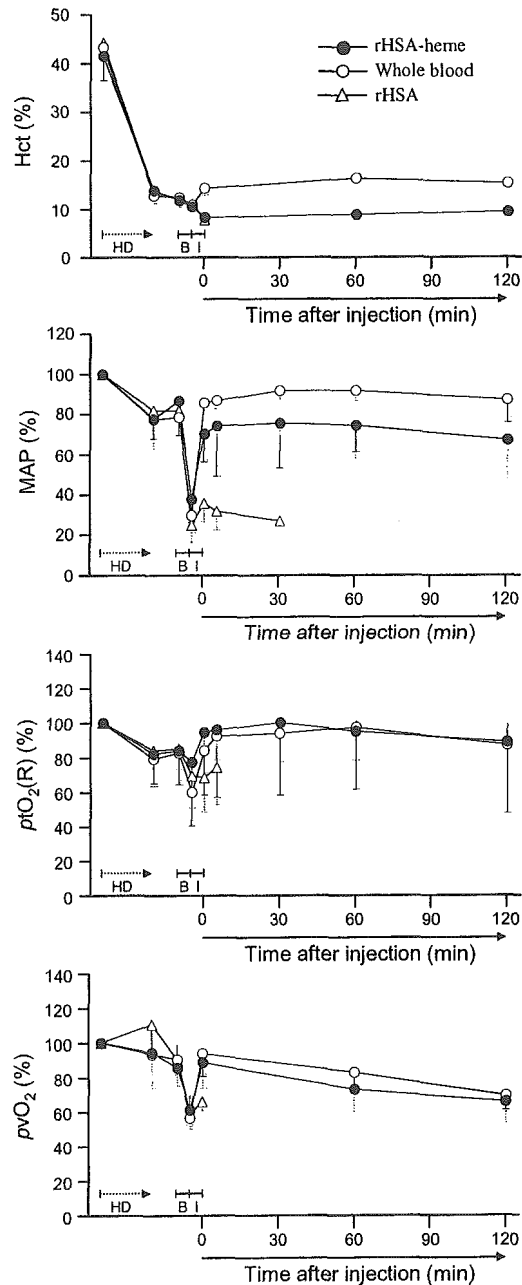 50
40
30
20
10
0
Hct (%)
rHSA-heme
Whole blood
rHSA
HD
B
I
0 30 60 90 120
Time after injection (min)
120
100
80
60
40
20
0
MAP (%)
HD
B
I
0 30 60 90 120
Time after injection (min)
140
120
100
80
60
40
20
0
ptO₂(R) (%)
HD
B
I
0 30 60 90 120
Time after injection (min)
140
120
100
80
60
40
20
0
pvO₂ (%)
HD
B
I
0 30 60 90 120
Time after injection (min)